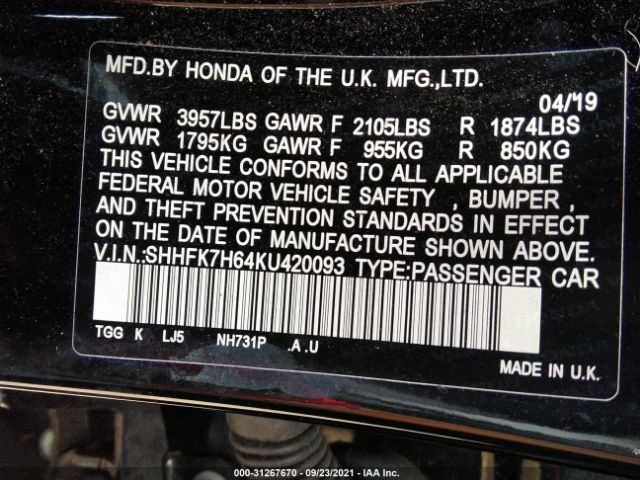 MFD.BY HONDA OF THE U.K. MFG.,LTD.
04/'19
GVWR 3957LBS GAWR F 2105LBS R 1874LBS
GVWR 1795KG GAWR F 955KG R 850KG
THIS VEHICLE CONFORMS TO ALL APPLICABLE
FEDERAL MOTOR VEHICLE SAFETY , BUMPER ,
AND THEFT PREVENTION STANDARDS IN EFFECT
ON THE DATE OF MANUFACTURE SHOWN ABOVE.
V.I.N.:SHHFK7H64KU420093 TYPE:PASSENGER CAR
TGG K LJ5 NH731P .A .U
MADE IN U.K.
000-31267670 - 09/23/2021 - IAA Inc.